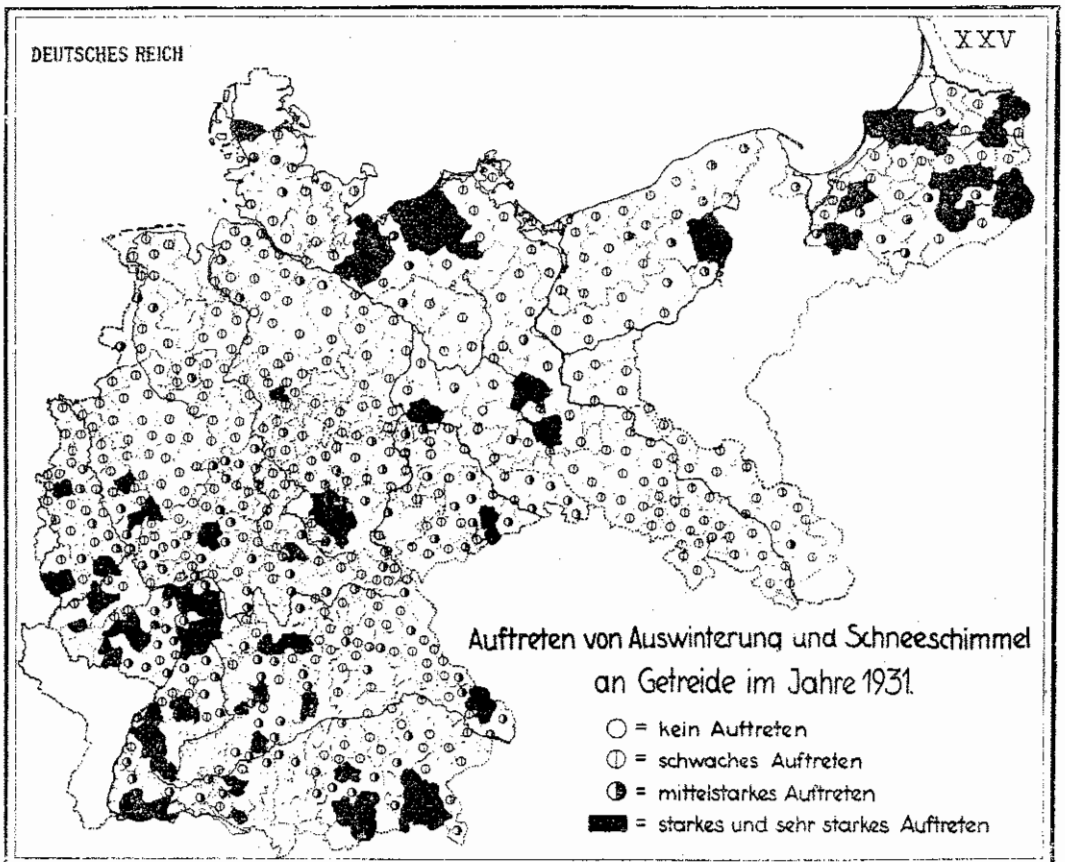 DEUTSCHES REICH
XXV
Auftreten von Auswinterung und Schneeschimmel
an Getreide im Jahre 1931.
= kein Auftreten
= schwaches Auftreten
= mittelstarkes Auftreten
= starkes und sehr starkes Auftreten